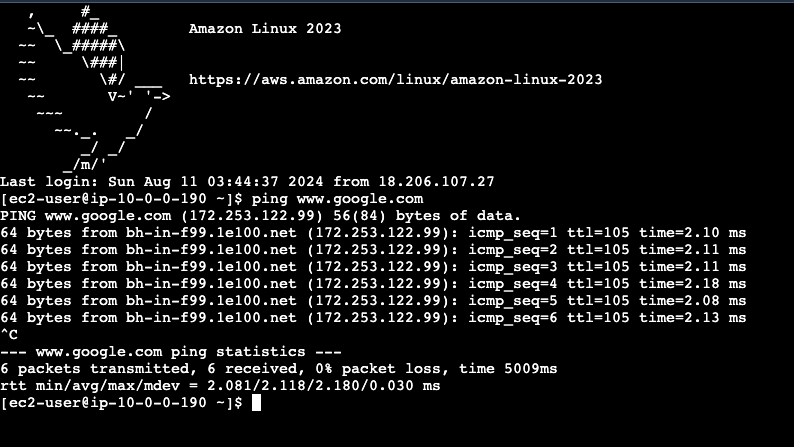 ,     #_
   ~\_  ####_        Amazon Linux 2023
  ~~  \_#####\
  ~~     \###|
  ~~       \#/ ___   https://aws.amazon.com/linux/amazon-linux-2023
   ~~       V~' '->
    ~~~         /
      ~~._.   _/
         _/ _/
       _/m/'
Last login: Sun Aug 11 03:44:37 2024 from 18.206.107.27
[ec2-user@ip-10-0-0-190 ~]$ ping www.google.com
PING www.google.com (172.253.122.99) 56(84) bytes of data.
64 bytes from bh-in-f99.1e100.net (172.253.122.99): icmp_seq=1 ttl=105 time=2.10 ms
64 bytes from bh-in-f99.1e100.net (172.253.122.99): icmp_seq=2 ttl=105 time=2.11 ms
64 bytes from bh-in-f99.1e100.net (172.253.122.99): icmp_seq=3 ttl=105 time=2.11 ms
64 bytes from bh-in-f99.1e100.net (172.253.122.99): icmp_seq=4 ttl=105 time=2.18 ms
64 bytes from bh-in-f99.1e100.net (172.253.122.99): icmp_seq=5 ttl=105 time=2.08 ms
64 bytes from bh-in-f99.1e100.net (172.253.122.99): icmp_seq=6 ttl=105 time=2.13 ms
^C
--- www.google.com ping statistics ---
6 packets transmitted, 6 received, 0% packet loss, time 5009ms
rtt min/avg/max/mdev = 2.081/2.118/2.180/0.030 ms
[ec2-user@ip-10-0-0-190 ~]$